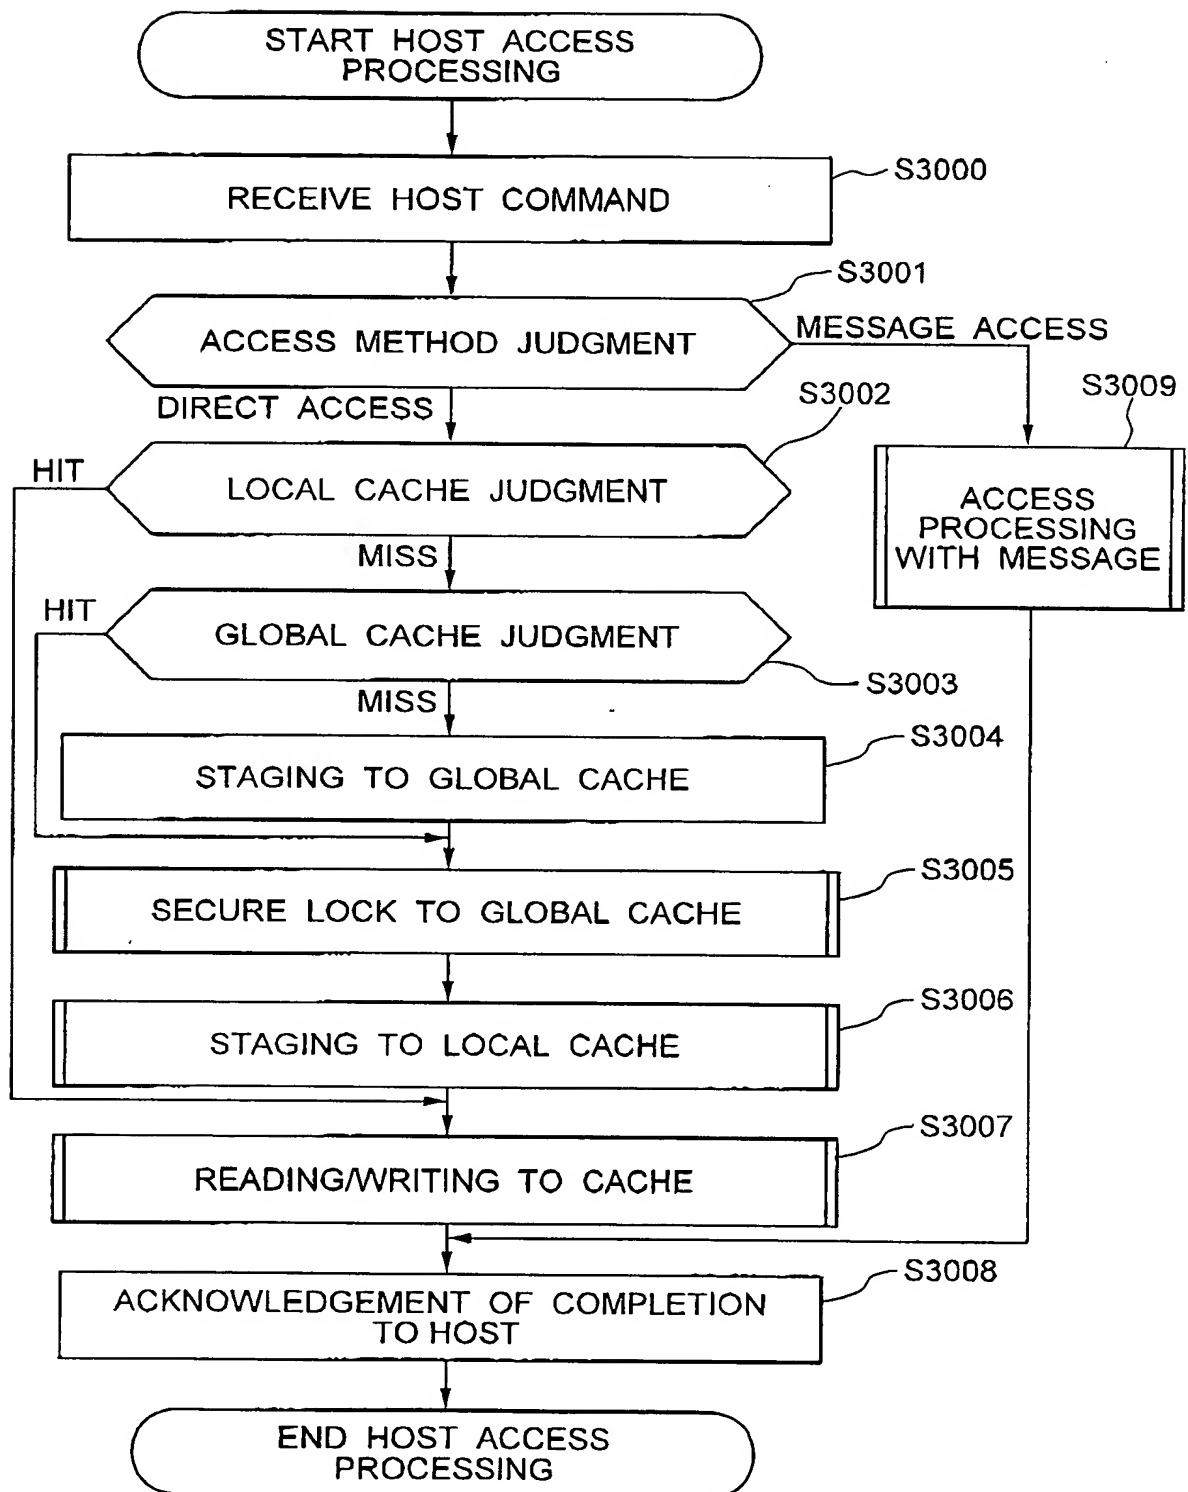 START HOST ACCESS
PROCESSING
S3000
RECEIVE HOST COMMAND
S3001
ACCESS METHOD JUDGMENT
MESSAGE ACCESS
DIRECT ACCESS
S3002
S3009
HIT
LOCAL CACHE JUDGMENT
ACCESS
PROCESSING
WITH MESSAGE
MISS
HIT
GLOBAL CACHE JUDGMENT
S3003
MISS
S3004
STAGING TO GLOBAL CACHE
S3005
SECURE LOCK TO GLOBAL CACHE
S3006
STAGING TO LOCAL CACHE
S3007
READING/WRITING TO CACHE
S3008
ACKNOWLEDGEMENT OF COMPLETION
TO HOST
END HOST ACCESS
PROCESSING